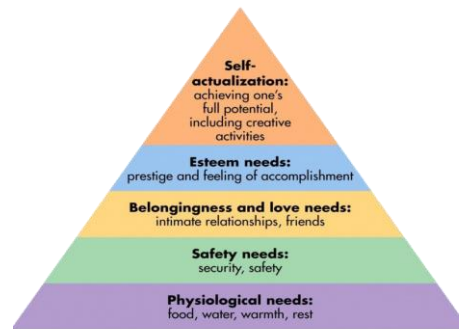 Self-
actualization:
achieving one's
full potential,
including creative
activities
Esteem needs:
prestige and feeling of accomplishment
Belongingness and love needs:
intimate relationships, friends
Safety needs:
security, safety
Physiological needs:
food, water, warmth, rest